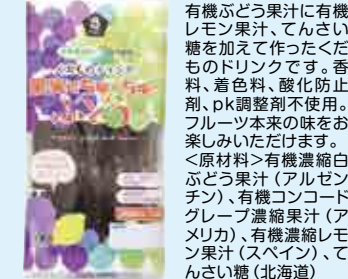 有機ぶどう果汁に有機
レモン果汁、てんさい
糖を加えて作ったくだ
ものドリンクです。香
料、着色料、酸化防止
剤、pk調整剤不使用。
フルーツ本来の味をお
楽しみいただけます。
<原材料>有機濃縮白
ぶどう果汁(アルゼン
チン)、有機コンコード
グレープ濃縮果汁(ア
メリカ)、有機濃縮レモ
ン果汁(スペイン)、て
んさい糖(北海道)